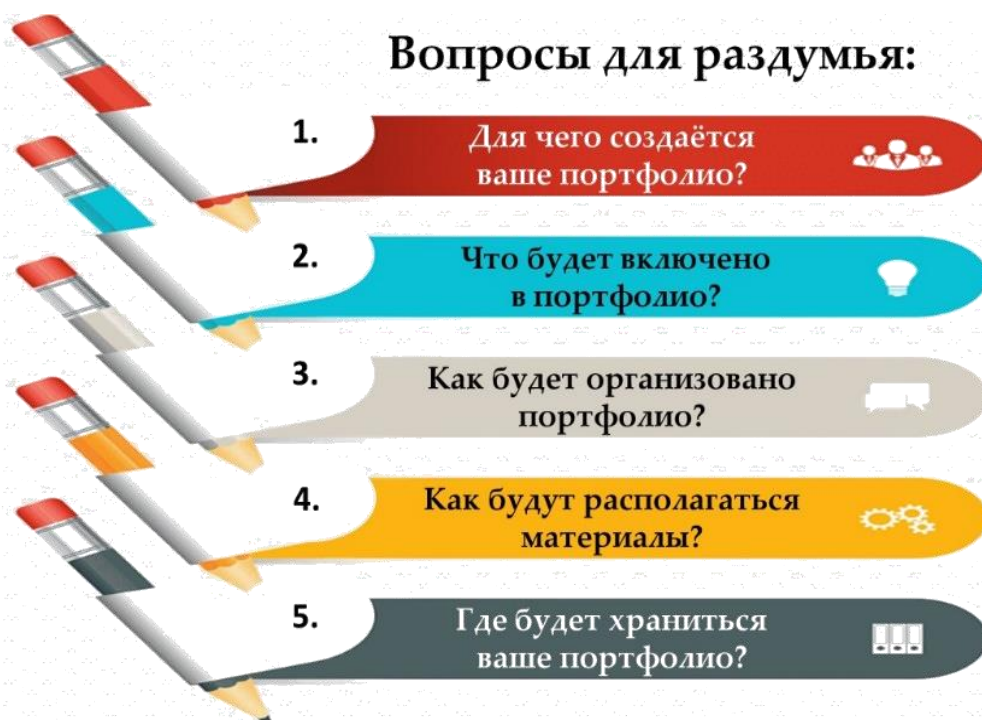 Вопросы для раздумья:
1.
Для чего создаётся
ваше портфолио?
2.
Что будет включено
в портфолио?
3.
Как будет организовано
портфолио?
4.
Как будут располагаться
материалы?
5.
Где будет храниться
ваше портфолио?